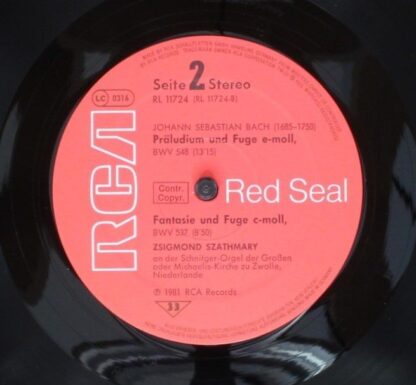 Seite 2 Stereo
RL 11724 (RL 11724-B)
LC 0316
JOHANN SEBASTIAN BACH (1685-1750)
Präludium und Fuge e-moll,
BWV 548 (13'15)
RCA
Contr.
Copyr.
Red Seal
Fantasie und Fuge c-moll,
BWV 537 (8'50)
ZSIGMOND SZATHMARY
an der Schnitger-Orgel der Großen
oder Michaelis-Kirche zu Zwolle,
Niederlande
℗ 1981 RCA Records
33